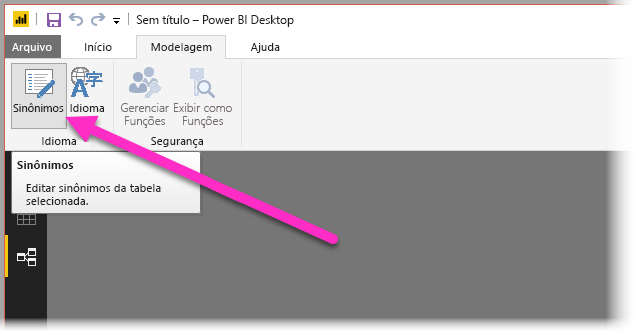 Sem título – Power BI Desktop
Arquivo Início Modelagem Ajuda
Sinônimos Idioma Gerenciar Funções Exibir como Funções
Idioma Segurança
Sinônimos
Editar sinônimos da tabela
selecionada.